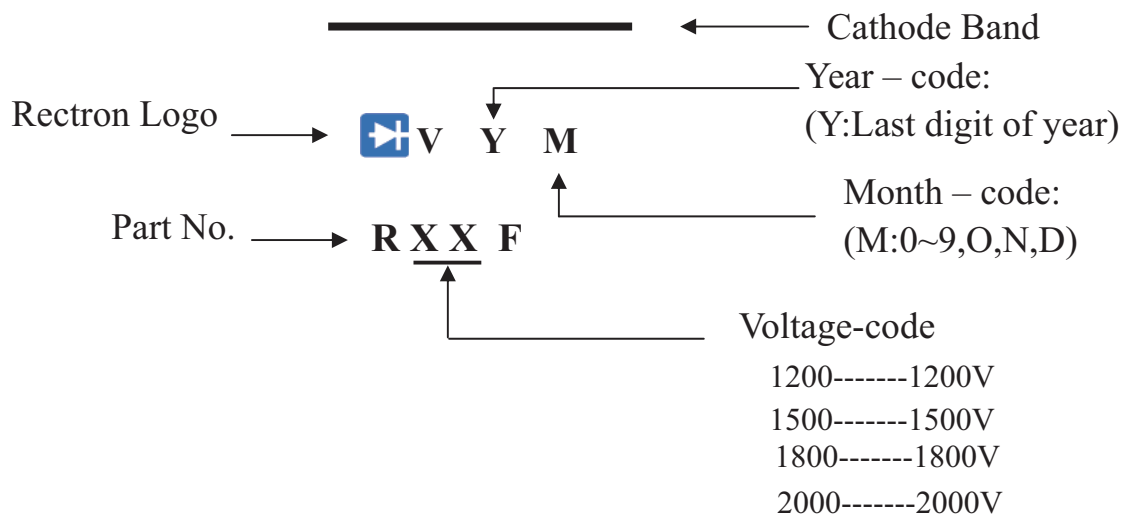 Cathode Band
Year – code:
(Y:Last digit of year)
Rectron Logo
V Y M
Month – code:
(M:0~9,O,N,D)
Part No.
R X X F
Voltage-code
1200-------1200V
1500-------1500V
1800-------1800V
2000-------2000V